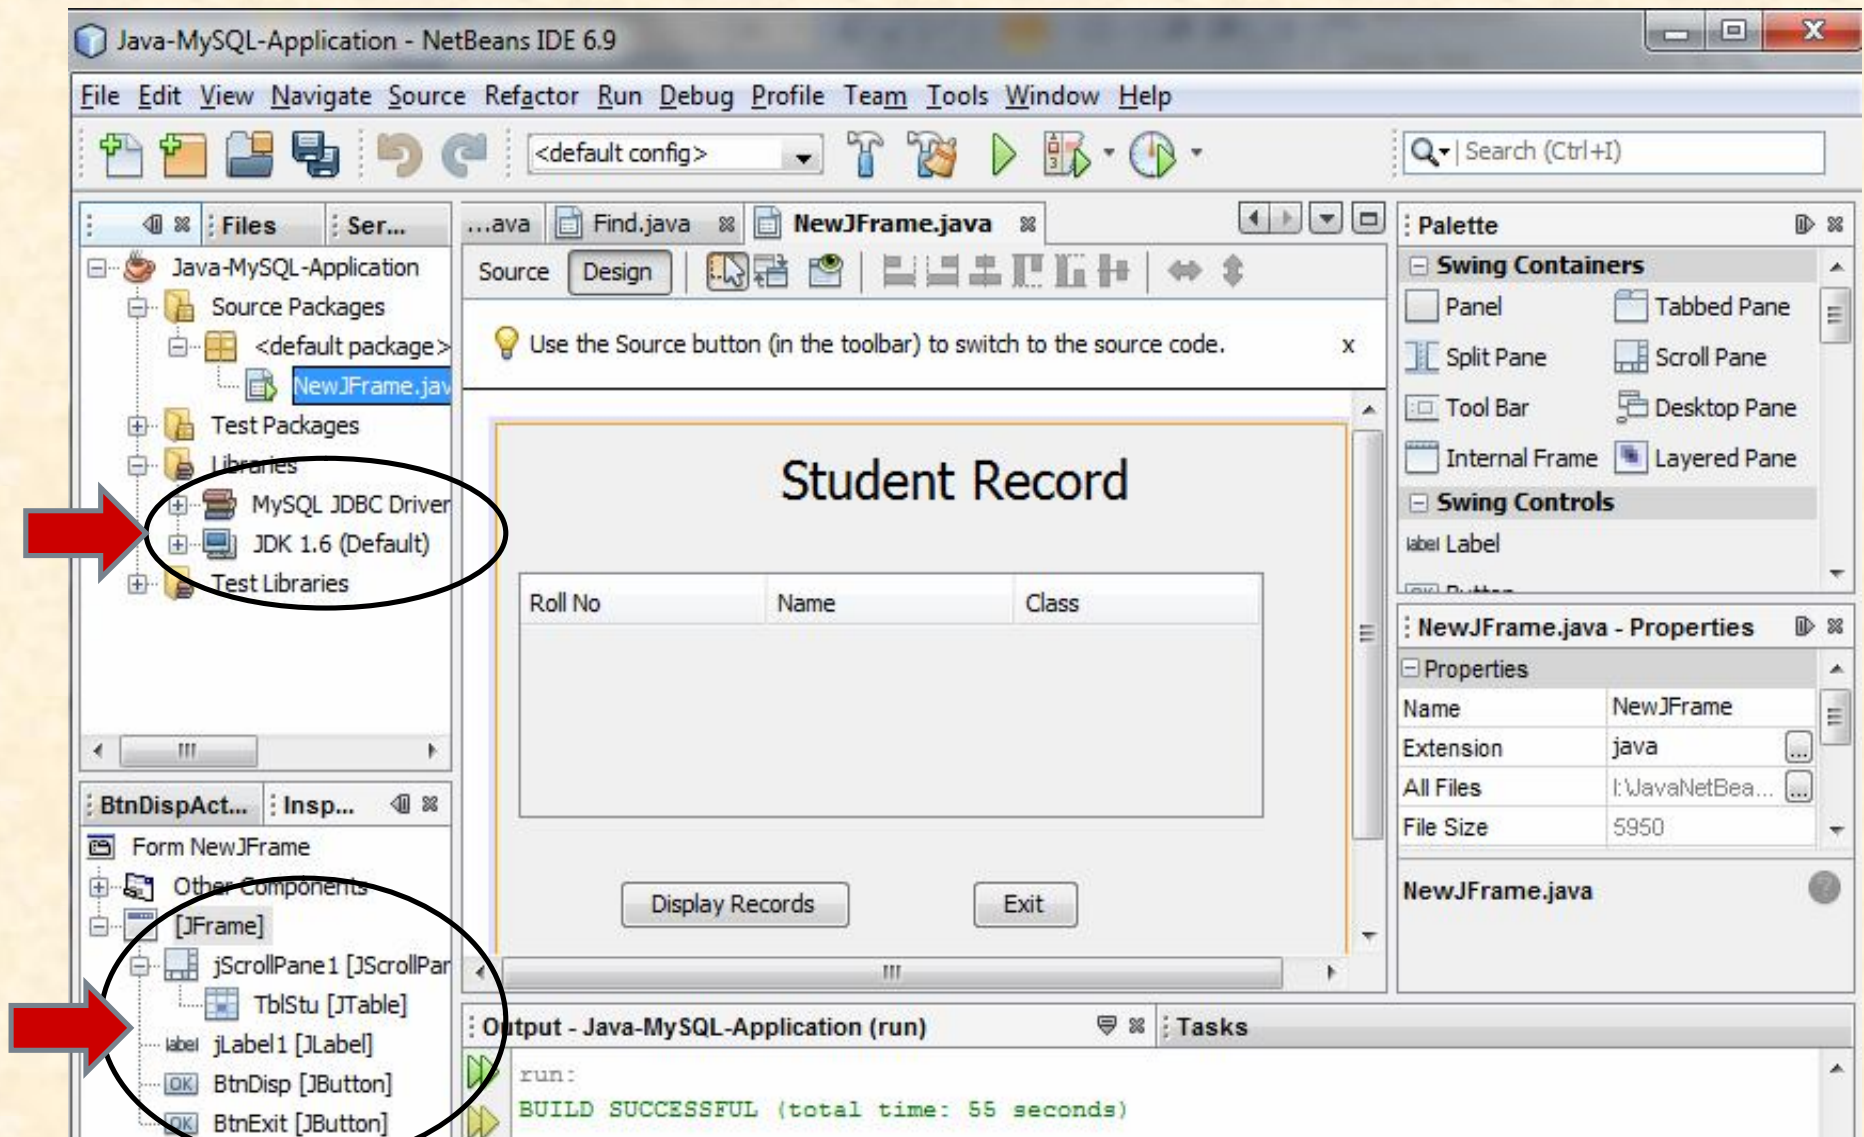 Java-MySQL-Application - NetBeans IDE 6.9
File Edit View Navigate Source Refactor Run Debug Profile Team Tools Window Help
<default config>
Search (Ctrl+I)
Files
Ser...
Java-MySQL-Application
Source Packages
<default package>
NewJFrame.jav
Test Packages
Libraries
MySQL JDBC Driver
JDK 1.6 (Default)
Test Libraries
BtnDispAct...
Insp...
Form NewJFrame
Other Components
[JFrame]
jScrollPane1 [JScrollPan
TblStu [JTable]
label jLabel1 [JLabel]
OK BtnDisp [JButton]
OK BtnExit [JButton]
...ava
Find.java
NewJFrame.java
Source Design
Use the Source button (in the toolbar) to switch to the source code. x
Student Record
Roll No Name Class
Display Records
Exit
Output - Java-MySQL-Application (run)
Tasks
run:
BUILD SUCCESSFUL (total time: 55 seconds)
Palette
Swing Containers
Panel Tabbed Pane
Split Pane Scroll Pane
Tool Bar Desktop Pane
Internal Frame Layered Pane
Swing Controls
label Label
OK Button
NewJFrame.java - Properties
Properties
Name NewJFrame
Extension java ...
All Files I:\JavaNetBea... ...
File Size 5950
NewJFrame.java